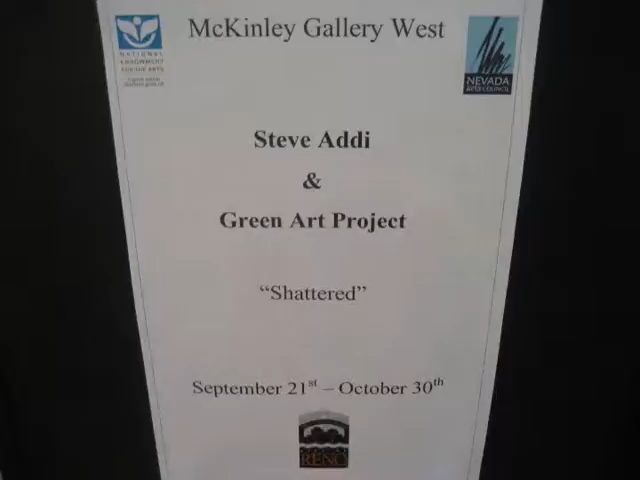 McKinley Gallery West
NATIONAL
ENDOWMENT
FOR THE ARTS
NEVADA
ARTS COUNCIL
Steve Addi
&
Green Art Project
“Shattered”
September 21st – October 30th
RENO